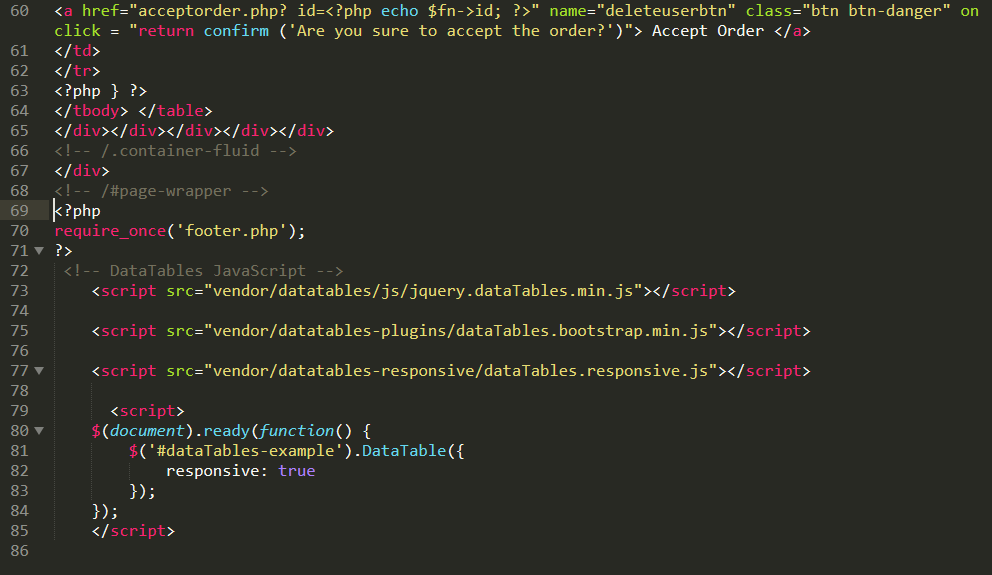 60 <a href="acceptorder.php? id=<?php echo $fn->id; ?>" name="deleteuserbtn" class="btn btn-danger" on
click = "return confirm ('Are you sure to accept the order?')"> Accept Order </a>
61 </td>
62 </tr>
63 <?php } ?>
64 </tbody> </table>
65 </div></div></div></div></div>
66 <!-- /.container-fluid -->
67 </div>
68 <!-- /#page-wrapper -->
69 <?php
70 require_once('footer.php');
71 ?>
72 <!-- DataTables JavaScript -->
73 <script src="vendor/datatables/js/jquery.dataTables.min.js"></script>
74
75 <script src="vendor/datatables-plugins/dataTables.bootstrap.min.js"></script>
76
77 <script src="vendor/datatables-responsive/dataTables.responsive.js"></script>
78
79 <script>
80 $(document).ready(function() {
81 $('#dataTables-example').DataTable({
82 responsive: true
83 });
84 });
85 </script>
86